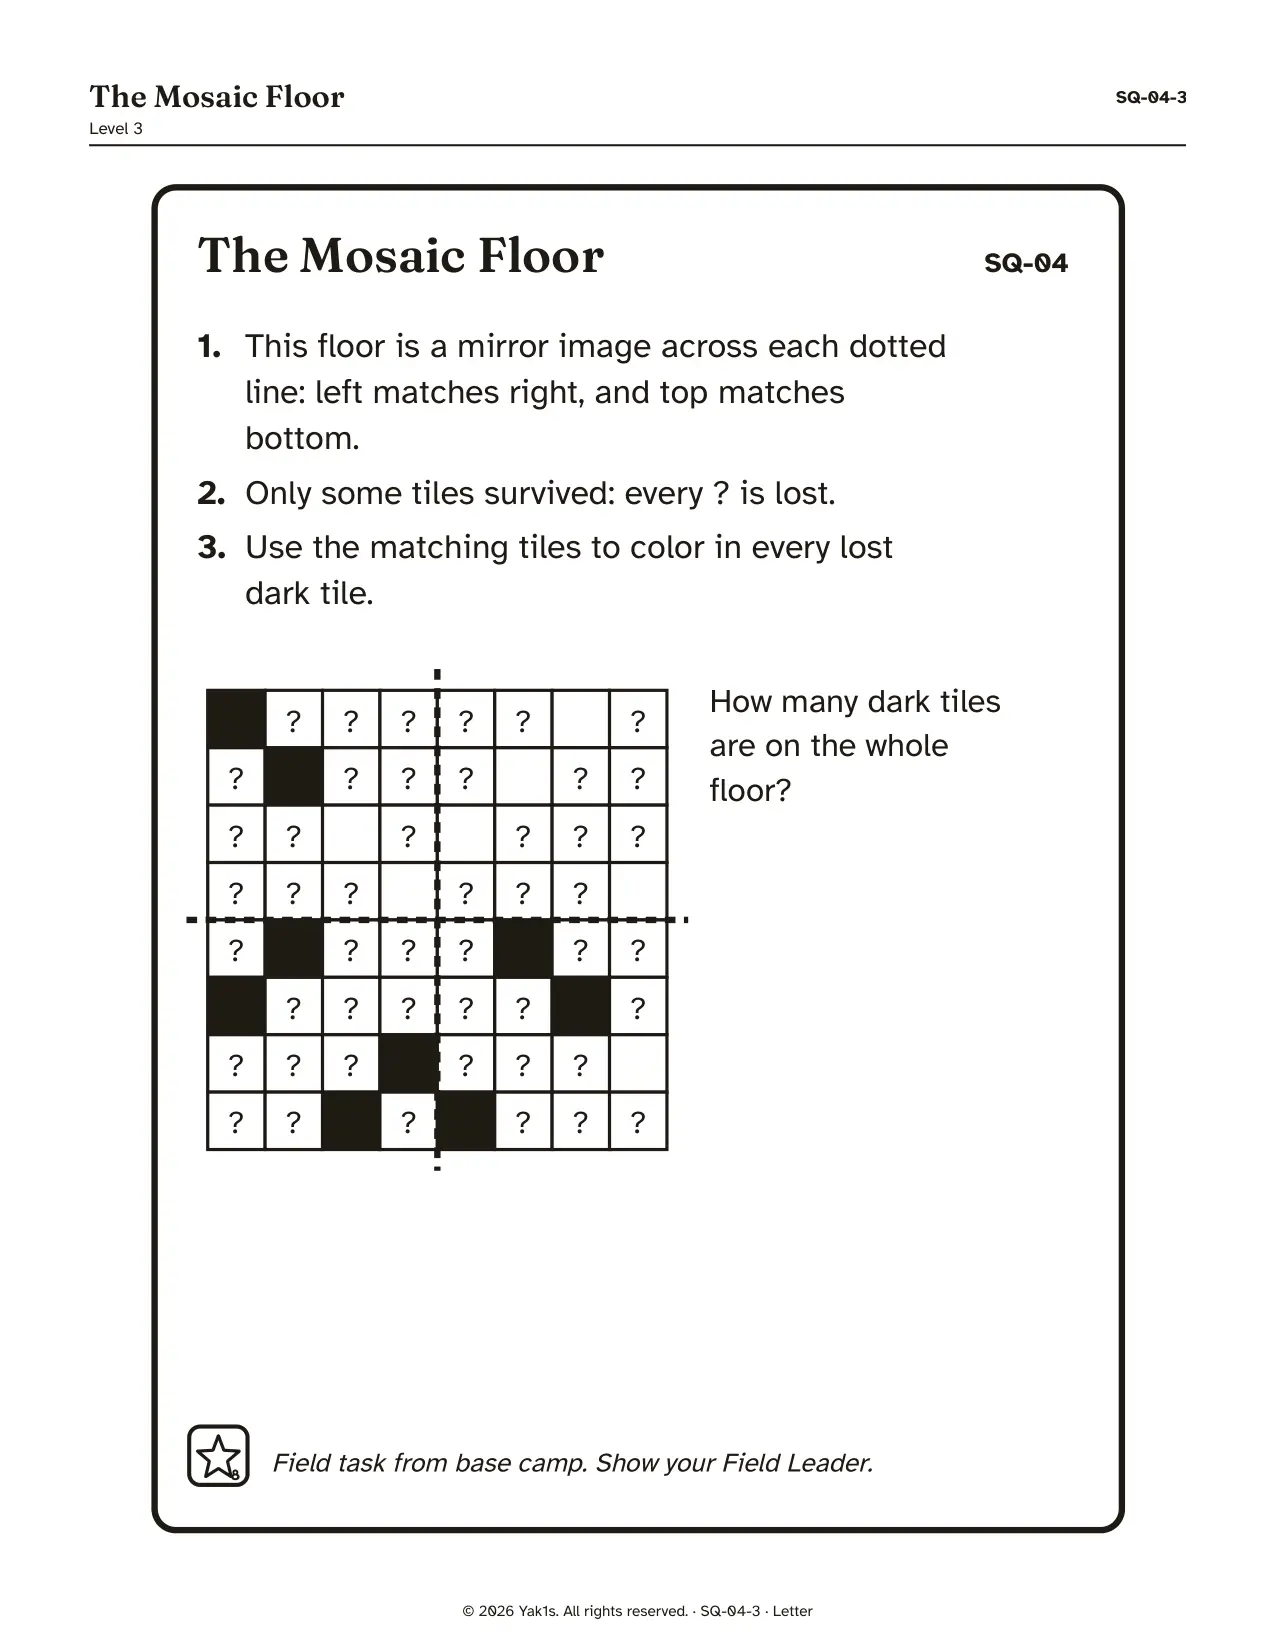 The Mosaic Floor
SQ-04-3
Level 3
The Mosaic Floor
SQ-04
1. This floor is a mirror image across each dotted
line: left matches right, and top matches
bottom.
2. Only some tiles survived: every ? is lost.
3. Use the matching tiles to color in every lost
dark tile.
? ? ? ? ? ?
? ? ? ? ? ?
? ? ? ? ? ?
? ? ? ? ? ?
? ? ? ? ? ?
? ? ? ? ? ?
? ? ? ? ? ?
? ? ? ? ? ?
How many dark tiles
are on the whole
floor?
8
Field task from base camp. Show your Field Leader.
© 2026 Yak1s. All rights reserved. · SQ-04-3 · Letter